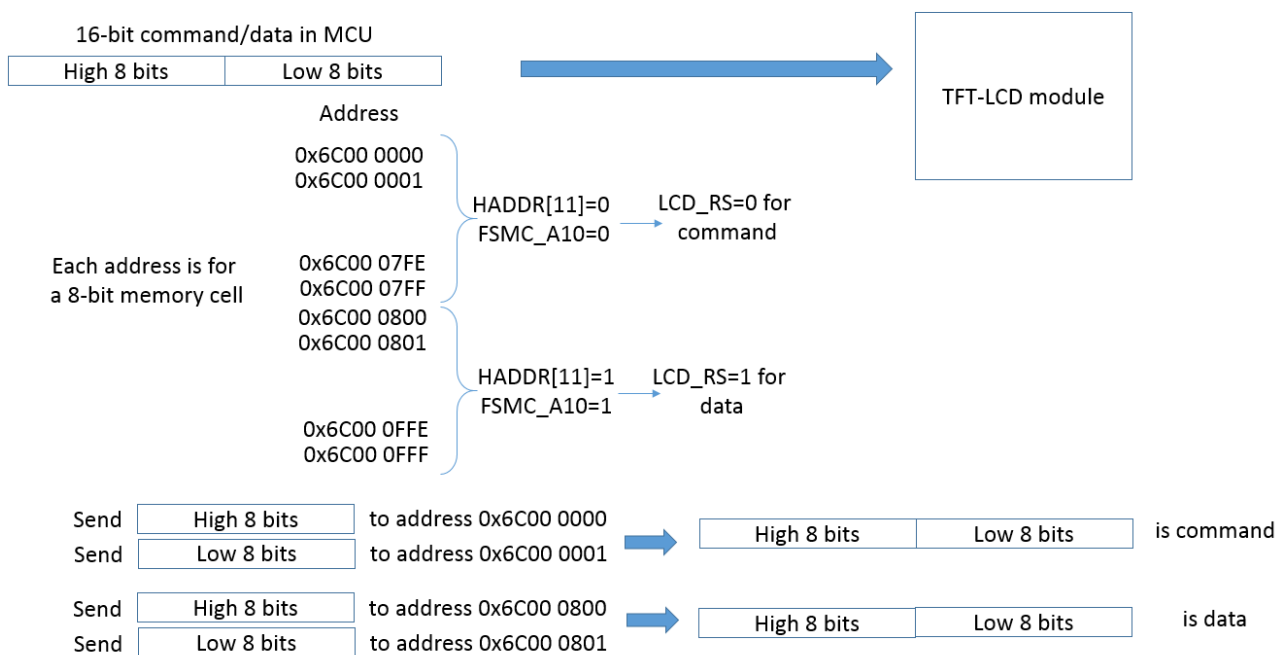 16-bit command/data in MCU
High 8 bits
Low 8 bits
TFT-LCD module
Address
0x6C00 0000
0x6C00 0001
HADDR[11]=0
FSMC_A10=0
LCD_RS=0 for
command
Each address is for
a 8-bit memory cell
0x6C00 07FE
0x6C00 07FF
0x6C00 0800
0x6C00 0801
HADDR[11]=1
FSMC_A10=1
LCD_RS=1 for
data
0x6C00 0FFE
0x6C00 0FFF
Send High 8 bits to address 0x6C00 0000
Send Low 8 bits to address 0x6C00 0001
High 8 bits Low 8 bits is command
Send High 8 bits to address 0x6C00 0800
Send Low 8 bits to address 0x6C00 0801
High 8 bits Low 8 bits is data